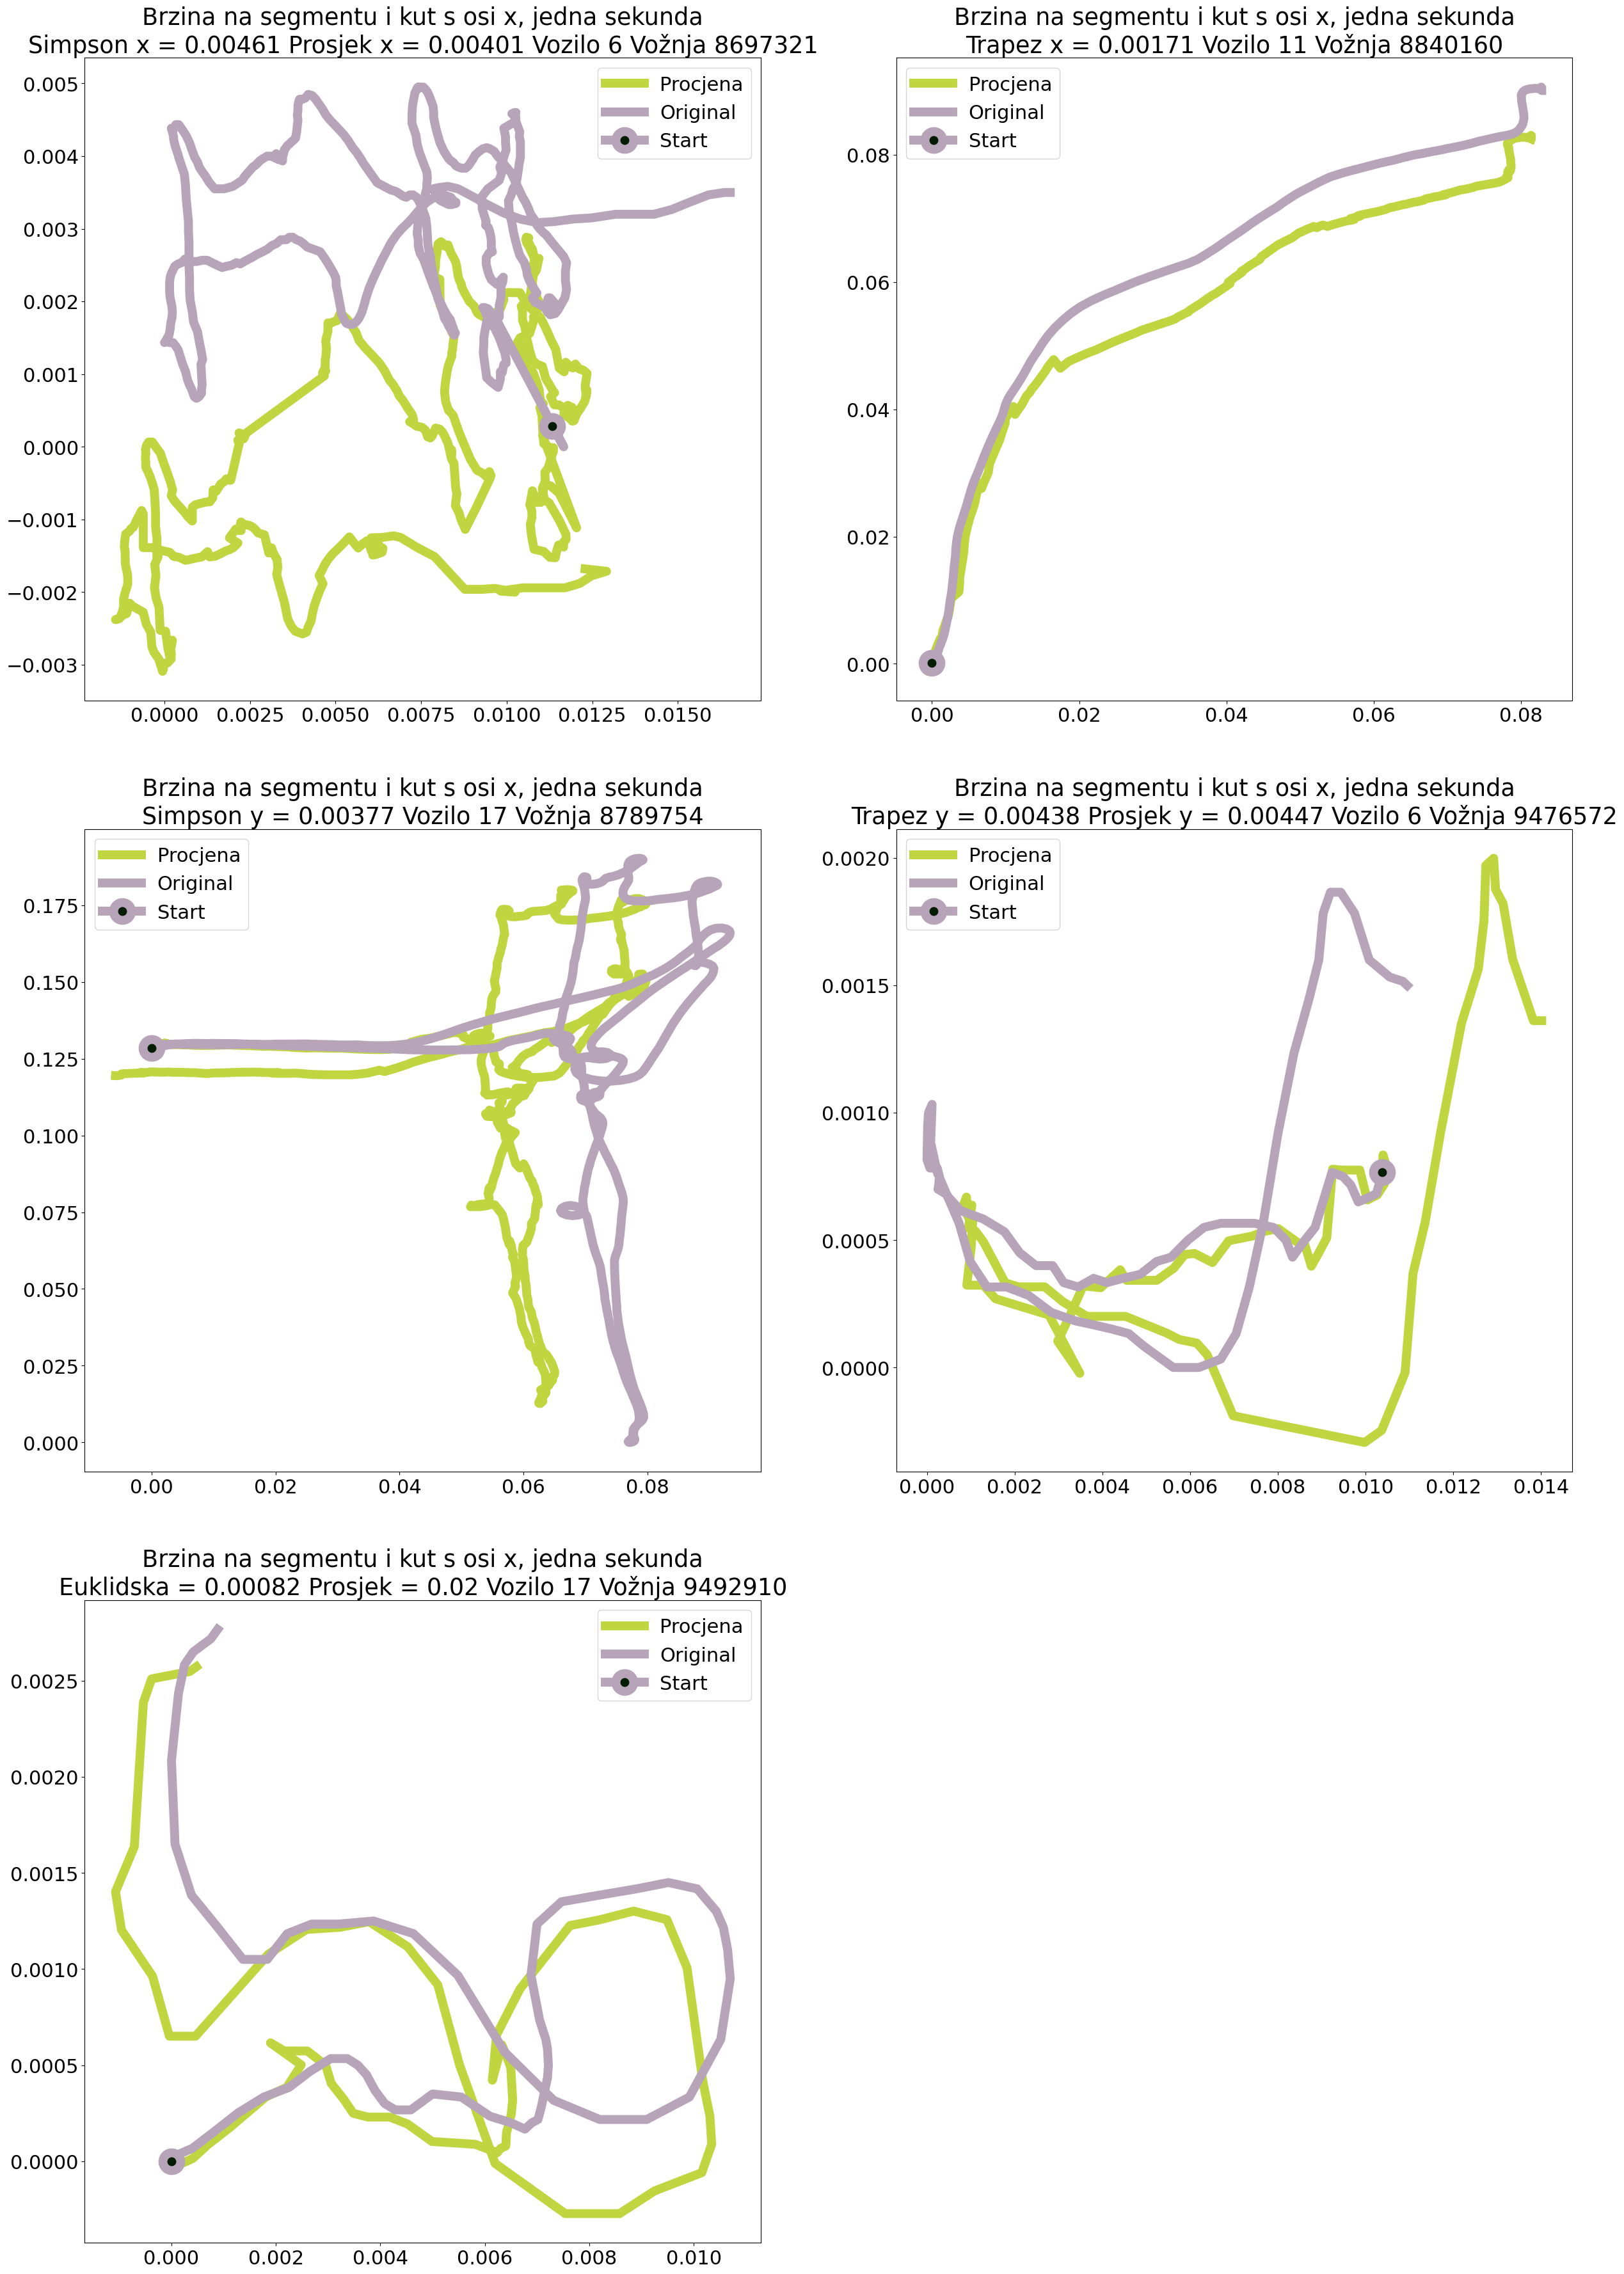 Brzina na segmentu i kut s osi x, jedna sekunda
Simpson x = 0.00461 Prosjek x = 0.00401 Vozilo 6 Vožnja 8697321
Procjena
Original
Start
0.005
0.004
0.003
0.002
0.001
0.000
−0.001
−0.002
−0.003
0.0000 0.0025 0.0050 0.0075 0.0100 0.0125 0.0150
Brzina na segmentu i kut s osi x, jedna sekunda
Trapez x = 0.00171 Vozilo 11 Vožnja 8840160
Procjena
Original
Start
0.08
0.06
0.04
0.02
0.00
0.00 0.02 0.04 0.06 0.08
Brzina na segmentu i kut s osi x, jedna sekunda
Simpson y = 0.00377 Vozilo 17 Vožnja 8789754
Procjena
Original
Start
0.175
0.150
0.125
0.100
0.075
0.050
0.025
0.000
0.00 0.02 0.04 0.06 0.08
Brzina na segmentu i kut s osi x, jedna sekunda
Trapez y = 0.00438 Prosjek y = 0.00447 Vozilo 6 Vožnja 9476572
Procjena
Original
Start
0.0020
0.0015
0.0010
0.0005
0.0000
0.000 0.002 0.004 0.006 0.008 0.010 0.012 0.014
Brzina na segmentu i kut s osi x, jedna sekunda
Euklidska = 0.00082 Prosjek = 0.02 Vozilo 17 Vožnja 9492910
Procjena
Original
Start
0.0025
0.0020
0.0015
0.0010
0.0005
0.0000
0.000 0.002 0.004 0.006 0.008 0.010